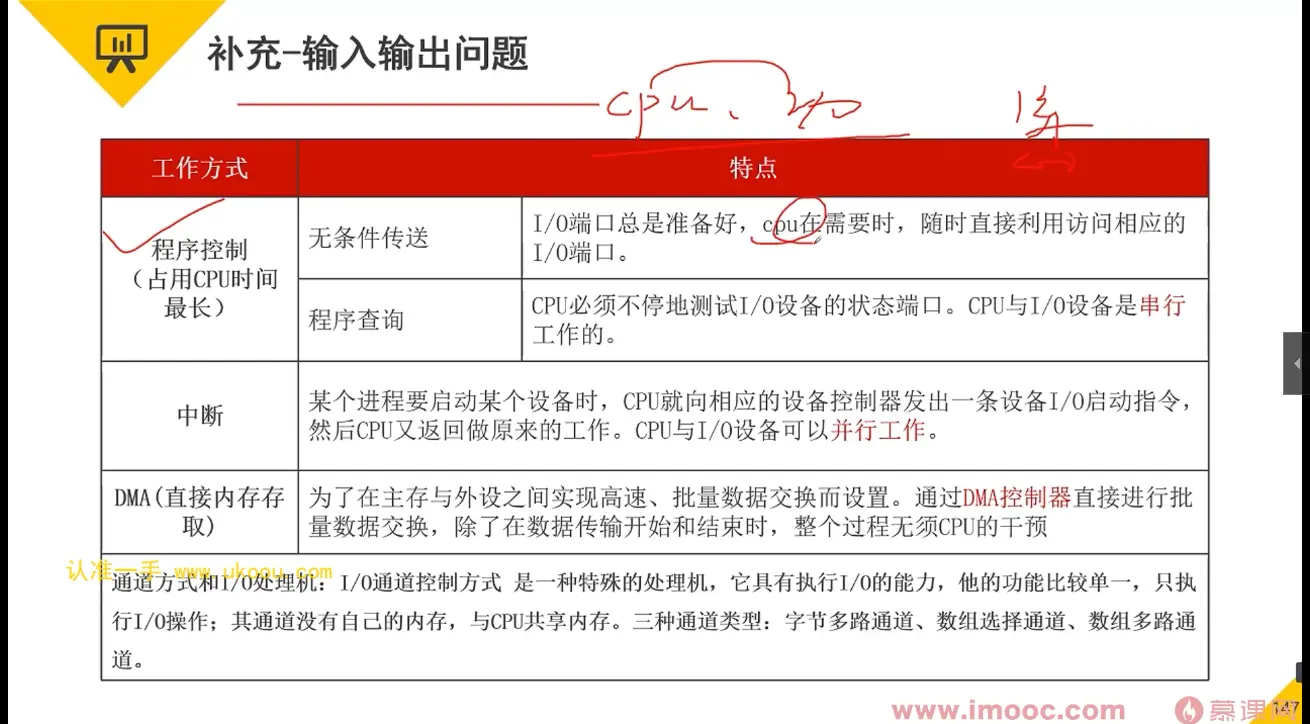 补充-输入输出问题
cpu、
工作方式
特点
程序控制
（占用CPU时间
最长）
无条件传送
I/O端口总是准备好，cpu在需要时，随时直接利用访问相应的
I/O端口。
程序查询
CPU必须不停地测试I/O设备的状态端口。CPU与I/O设备是串行
工作的。
中断
某个进程要启动某个设备时，CPU就向相应的设备控制器发出一条设备I/O启动指令，
然后CPU又返回做原来的工作。CPU与I/O设备可以并行工作。
DMA(直接内存存
取)
为了在主存与外设之间实现高速、批量数据交换而设置。通过DMA控制器直接进行批
量数据交换，除了在数据传输开始和结束时，整个过程无须CPU的干预
认准一手 www.ukoou.com
通道方式和I/O处理机：I/O通道控制方式 是一种特殊的处理机，它具有执行I/O的能力，他的功能比较单一，只执
行I/O操作；其通道没有自己的内存，与CPU共享内存。三种通道类型：字节多路通道、数组选择通道、数组多路通
道。
www.imooc.com
慕课网
147